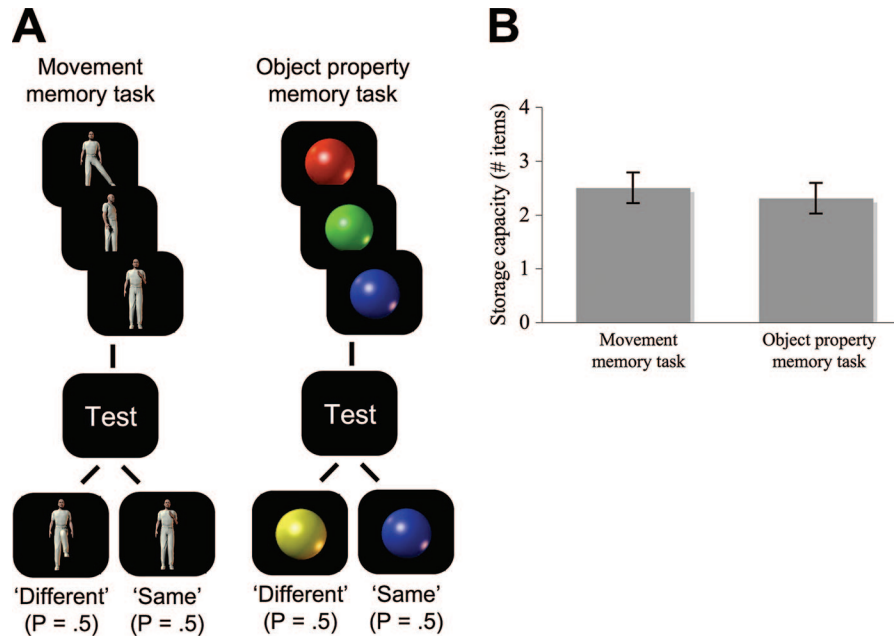 A
Movement
memory task
Object property
memory task
Test
Test
'Different'
(P = .5)
'Same'
(P = .5)
'Different'
(P = .5)
'Same'
(P = .5)
B
Storage capacity (# items)
4
3
2
1
0
Movement
memory task
Object property
memory task